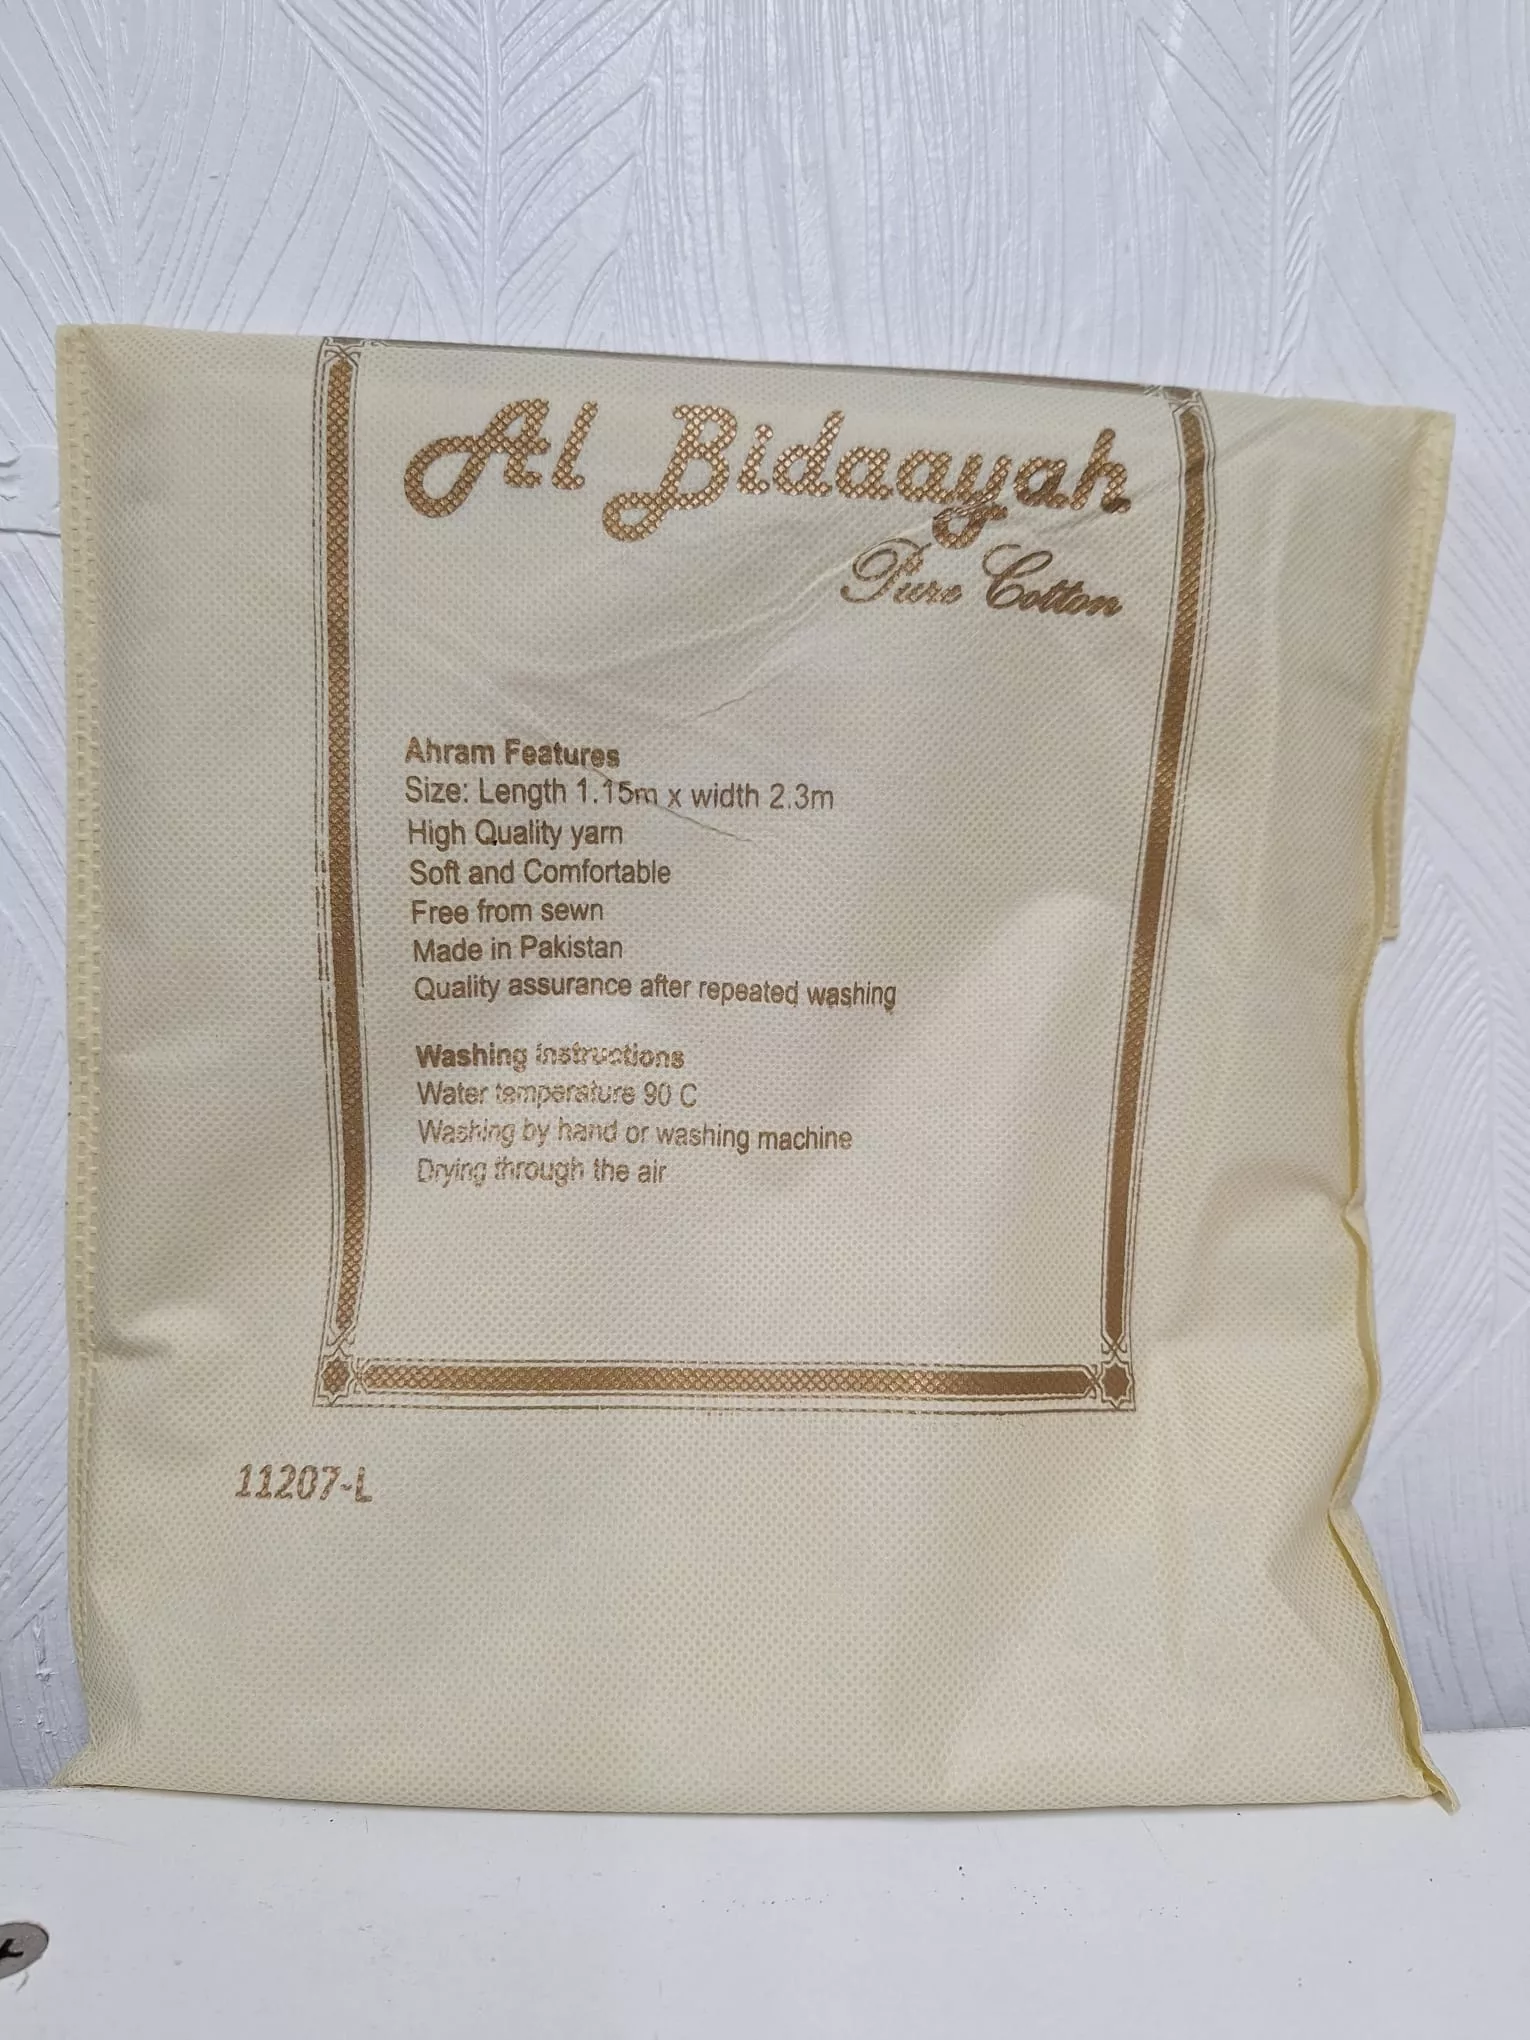 Al Bidaayah
Pure Cotton
Ahram Features
Size: Length 1.15m x width 2.3m
High Quality yarn
Soft and Comfortable
Free from sewn
Made in Pakistan
Quality assurance after repeated washing
Washing instructions
Water temperature 90 C
Washing by hand or washing machine
Drying through the air
11207-L